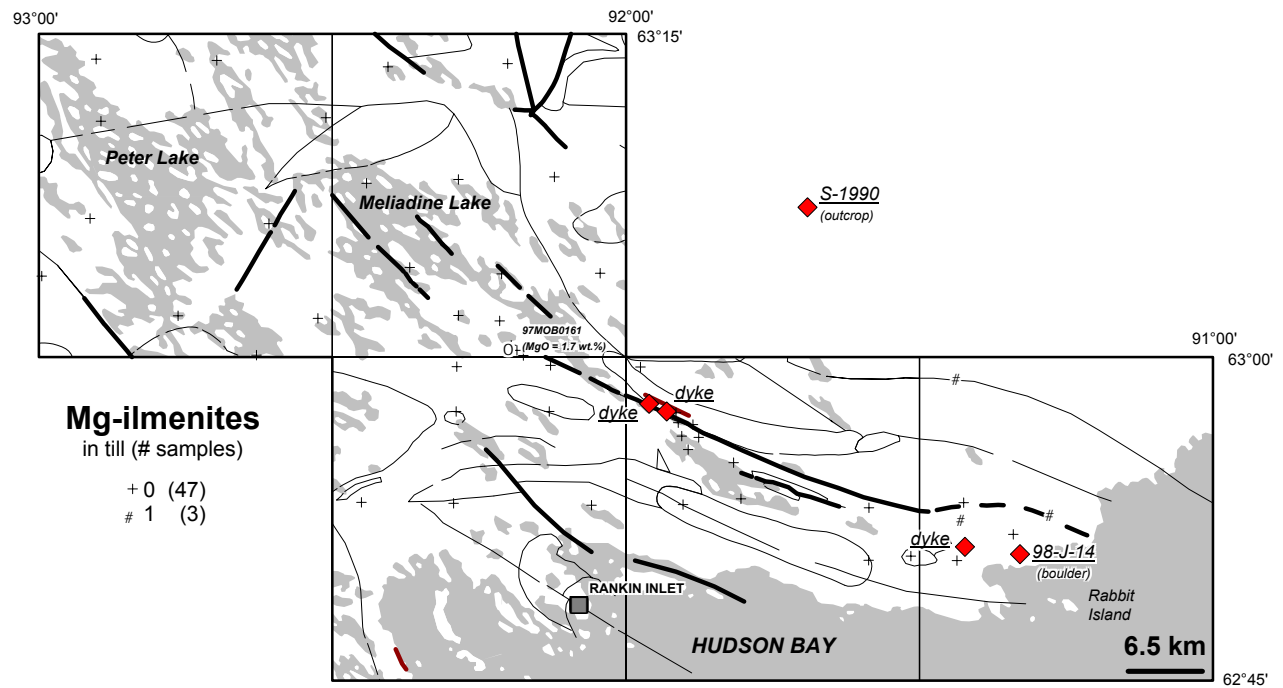 93°00'
92°00'
63°15'
Peter Lake
Meliadine Lake
S-1990
(outcrop)
91°00'
97MOB0161
(MgO = 1.7 wt.%)
63°00'
dyke
dyke
Mg-ilmenites
in till (# samples)
+ 0 (47)
# 1 (3)
#
#
#
dyke
98-J-14
(boulder)
RANKIN INLET
Rabbit
Island
HUDSON BAY
6.5 km
62°45'